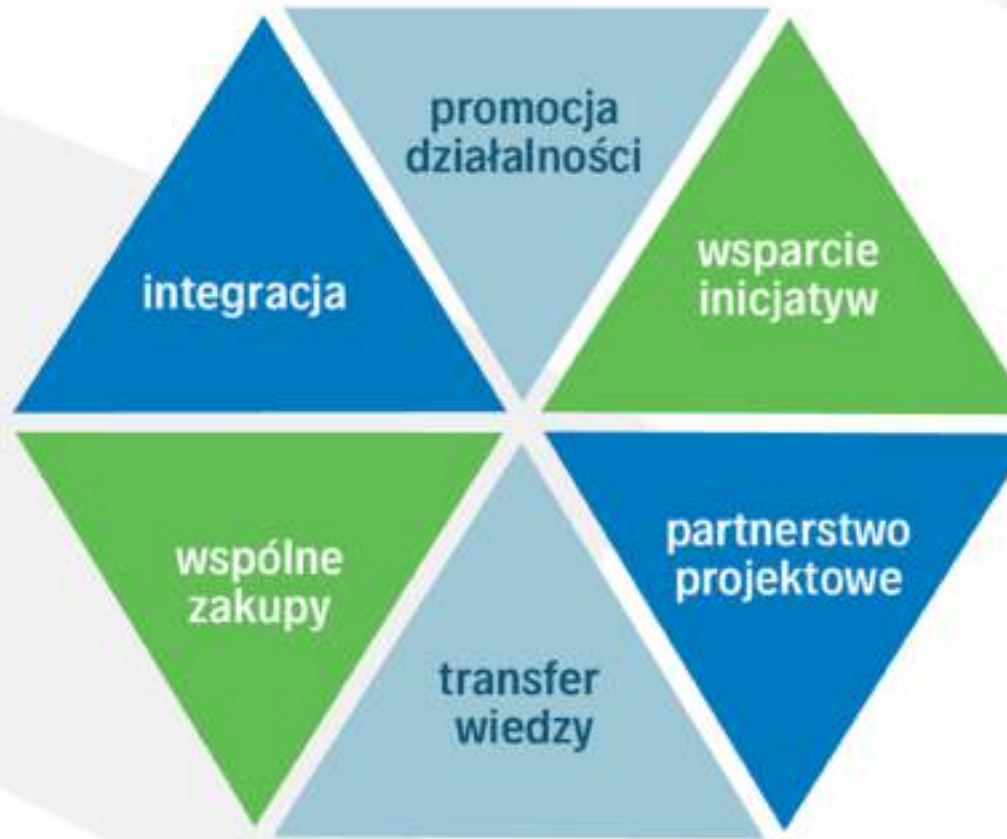 promocja
działalności
integracja
wsparcie
inicjatyw
wspólne
zakupy
partnerstwo
projektowe
transfer
wiedzy